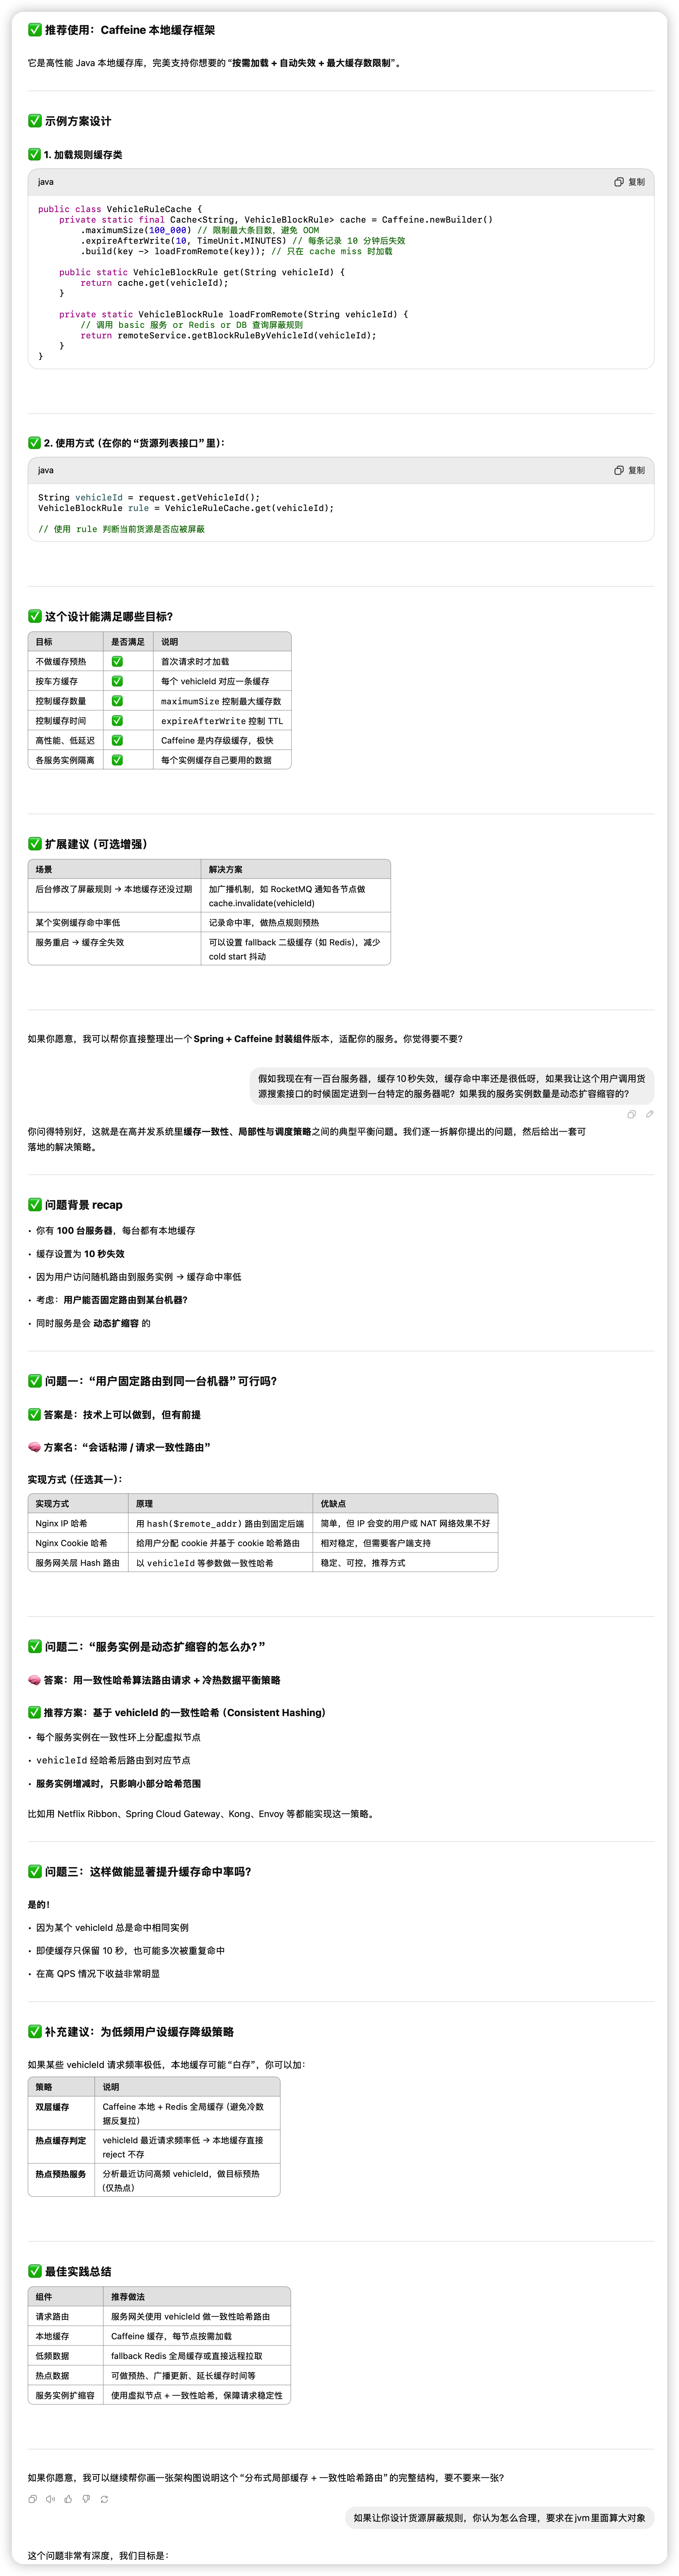 ✅ 推荐使用：Caffeine 本地缓存框架
它是高性能 Java 本地缓存库，完美支持你想要的“按需加载 + 自动失效 + 最大缓存数限制”。
✅ 示例方案设计
✅ 1. 加载规则缓存类
java 复制
public class VehicleRuleCache {
    private static final Cache<String, VehicleBlockRule> cache = Caffeine.newBuilder()
        .maximumSize(100_000) // 限制最大条目数，避免 OOM
        .expireAfterWrite(10, TimeUnit.MINUTES) // 每条记录 10 分钟后失效
        .build(key -> loadFromRemote(key)); // 只在 cache miss 时加载
    public static VehicleBlockRule get(String vehicleId) {
        return cache.get(vehicleId);
    }
    private static VehicleBlockRule loadFromRemote(String vehicleId) {
        // 调用 basic 服务 or Redis or DB 查询屏蔽规则
        return remoteService.getBlockRuleByVehicleId(vehicleId);
    }
}
✅ 2. 使用方式（在你的“货源列表接口”里）：
java 复制
String vehicleId = request.getVehicleId();
VehicleBlockRule rule = VehicleRuleCache.get(vehicleId);
// 使用 rule 判断当前货源是否应被屏蔽
✅ 这个设计能满足哪些目标？
目标 是否满足 说明
不做缓存预热 ✅ 首次请求时才加载
按车方缓存 ✅ 每个 vehicleId 对应一条缓存
控制缓存数量 ✅ maximumSize 控制最大缓存数
控制缓存时间 ✅ expireAfterWrite 控制 TTL
高性能、低延迟 ✅ Caffeine 是内存级缓存，极快
各服务实例隔离 ✅ 每个实例缓存自己要用的数据
✅ 扩展建议（可选增强）
场景 解决方案
后台修改了屏蔽规则 → 本地缓存还没过期 加广播机制，如 RocketMQ 通知各节点做
cache.invalidate(vehicleId)
某个实例缓存命中率低 记录命中率，做热点规则预热
服务重启 → 缓存全失效 可以设置 fallback 二级缓存（如 Redis），减少
cold start 抖动
如果你愿意，我可以帮你直接整理出一个 Spring + Caffeine 封装组件版本，适配你的服务。你觉得要不要？
假如我现在有一百台服务器，缓存10秒失效，缓存命中率还是很低呀，如果我让这个用户调用货
源搜索接口的时候固定进到一台特定的服务器呢？如果我的服务实例数量是动态扩容缩容的？
你问得特别好，这就是在高并发系统里缓存一致性、局部性与调度策略之间的典型平衡问题。我们逐一拆解你提出的问题，然后给出一套可
落地的解决策略。
✅ 问题背景 recap
• 你有 100 台服务器，每台都有本地缓存
• 缓存设置为 10 秒失效
• 因为用户访问随机路由到服务实例 → 缓存命中率低
• 考虑：用户能否固定路由到某台机器？
• 同时服务是会 动态扩缩容 的
✅ 问题一：“用户固定路由到同一台机器”可行吗？
✅ 答案是：技术上可以做到，但有前提
🧠 方案名：“会话粘滞 / 请求一致性路由”
实现方式（任选其一）：
实现方式 原理 优缺点
Nginx IP 哈希 用 hash($remote_addr) 路由到固定后端 简单，但 IP 会变的用户或 NAT 网络效果不好
Nginx Cookie 哈希 给用户分配 cookie 并基于 cookie 哈希路由 相对稳定，但需要客户端支持
服务网关层 Hash 路由 以 vehicleId 等参数做一致性哈希 稳定、可控，推荐方式
✅ 问题二：“服务实例是动态扩缩容的怎么办？”
🧠 答案：用一致性哈希算法路由请求 + 冷热数据平衡策略
✅ 推荐方案：基于 vehicleId 的一致性哈希（Consistent Hashing）
• 每个服务实例在一致性环上分配虚拟节点
• vehicleId 经哈希后路由到对应节点
• 服务实例增减时，只影响小部分哈希范围
比如用 Netflix Ribbon、Spring Cloud Gateway、Kong、Envoy 等都能实现这一策略。
✅ 问题三：这样做能显著提升缓存命中率吗？
是的！
• 因为某个 vehicleId 总是命中相同实例
• 即使缓存只保留 10 秒，也可能多次被重复命中
• 在高 QPS 情况下收益非常明显
✅ 补充建议：为低频用户设缓存降级策略
如果某些 vehicleId 请求频率极低，本地缓存可能“白存”，你可以加：
策略 说明
双层缓存 Caffeine 本地 + Redis 全局缓存（避免冷数
据反复拉）
热点缓存判定 vehicleId 最近请求频率低 → 本地缓存直接
reject 不存
热点预热服务 分析最近访问高频 vehicleId，做目标预热
（仅热点）
✅ 最佳实践总结
组件 推荐做法
请求路由 服务网关使用 vehicleId 做一致性哈希路由
本地缓存 Caffeine 缓存，每节点按需加载
低频数据 fallback Redis 全局缓存或直接远程拉取
热点数据 可做预热、广播更新、延长缓存时间等
服务实例扩缩容 使用虚拟节点 + 一致性哈希，保障请求稳定性
如果你愿意，我可以继续帮你画一张架构图说明这个“分布式局部缓存 + 一致性哈希路由”的完整结构，要不要来一张？
如果让你设计货源屏蔽规则，你认为怎么合理，要求在jvm里面算大对象
这个问题非常有深度，我们目标是：